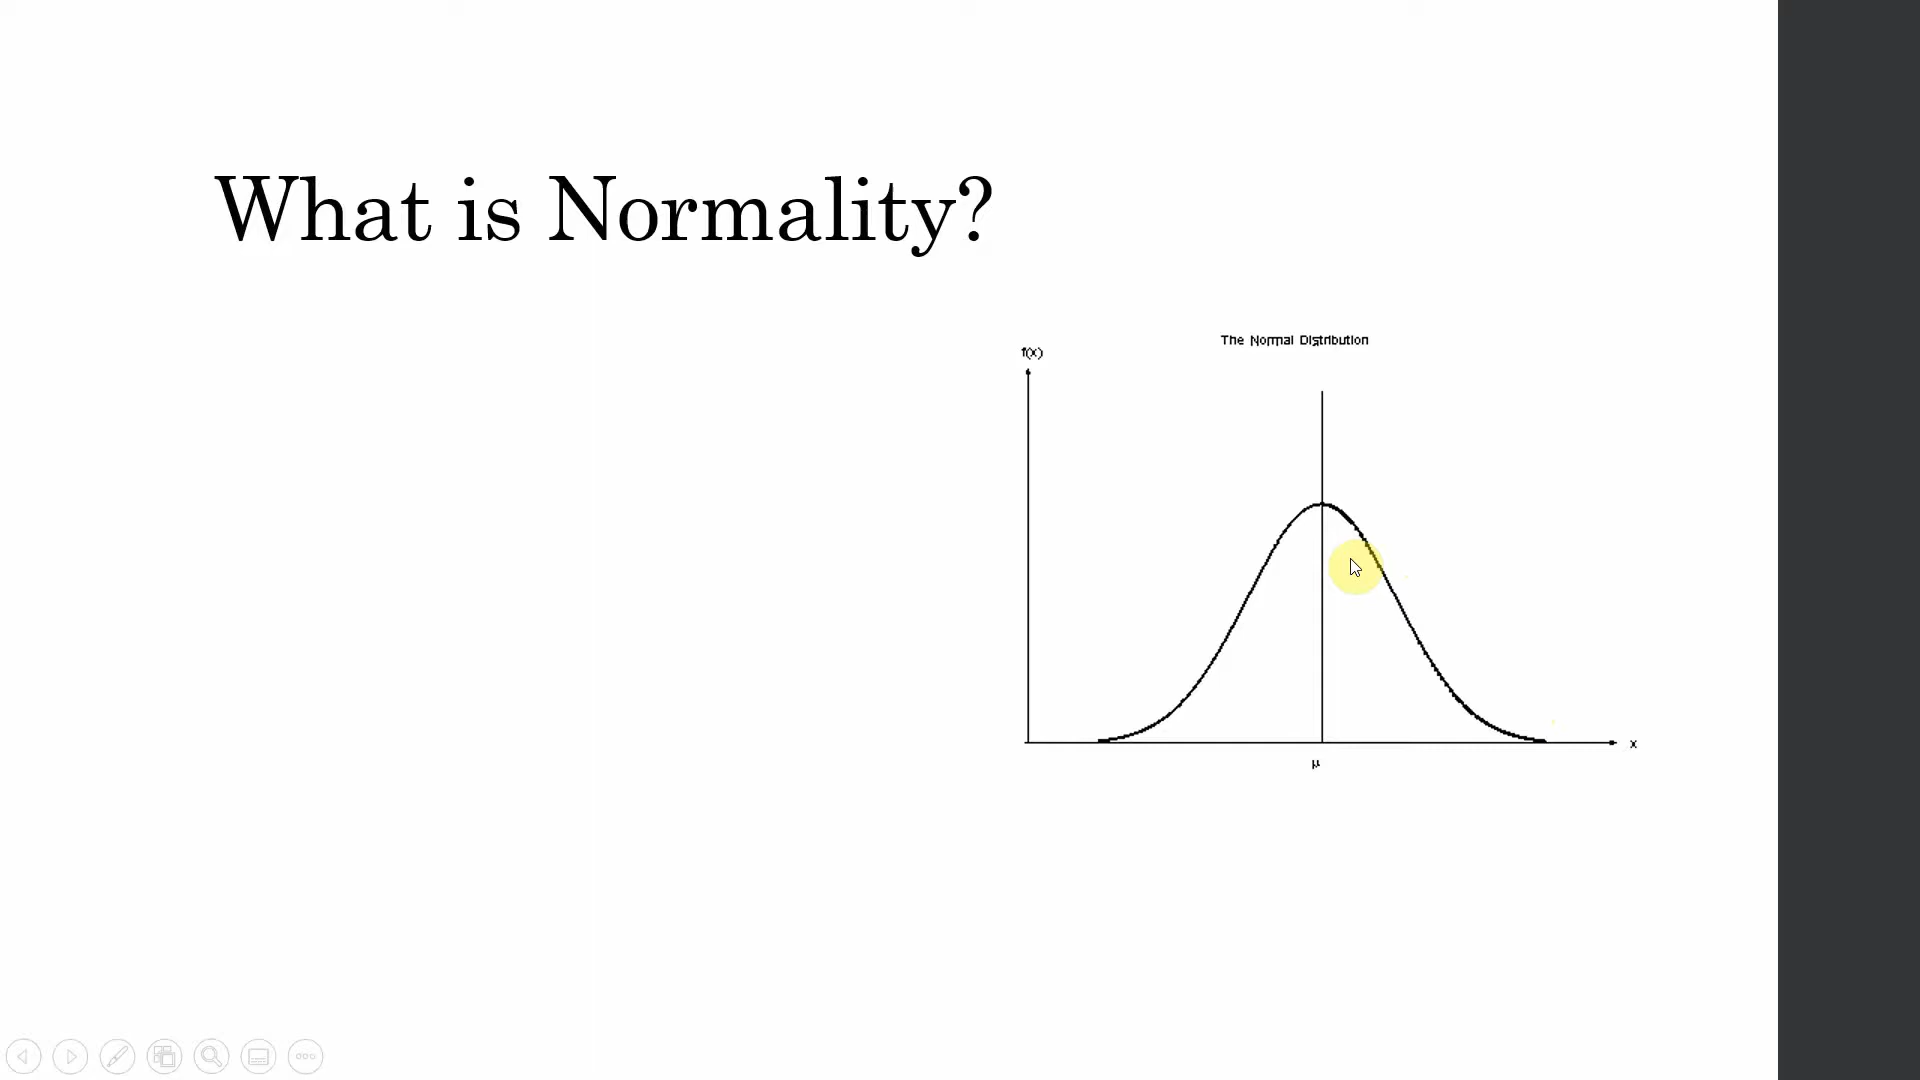 What is Normality?
The Normal Distribution
f(x)
x
μ